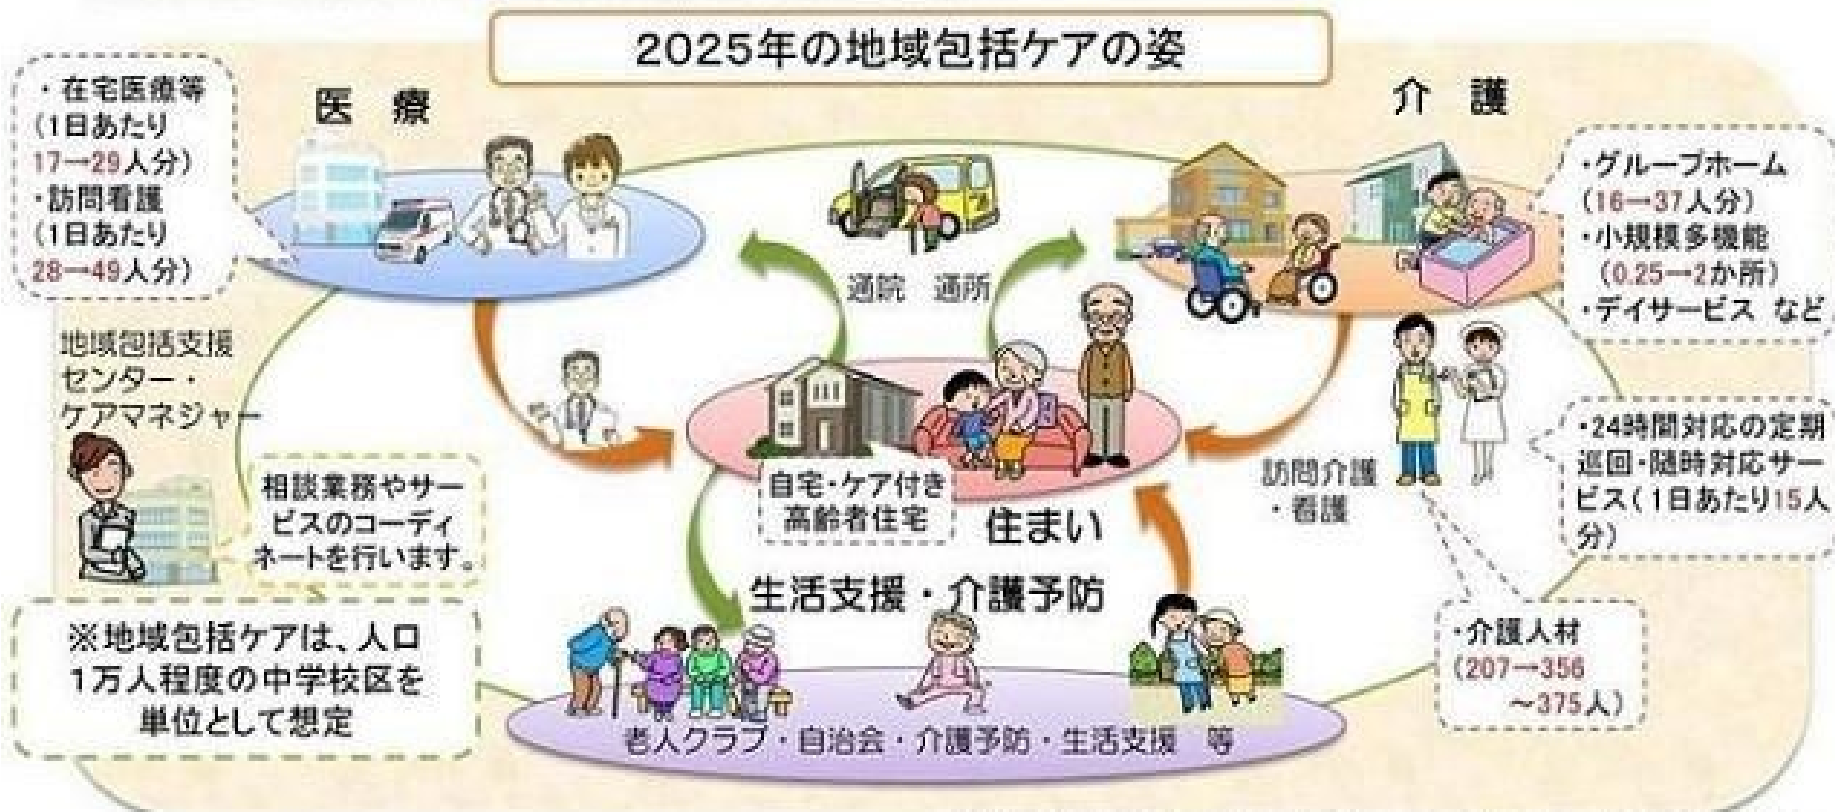 2025年の地域包括ケアの姿
医 療
介 護
・在宅医療等
(1日あたり
17→29人分)
・訪問看護
(1日あたり
28→49人分)
・グループホーム
(16→37人分)
・小規模多機能
(0.25→2か所)
・デイサービス など
通院 通所
地域包括支援
センター・
ケアマネジャー
相談業務やサー
ビスのコーディ
ネートを行います。
自宅・ケア付き
高齢者住宅
住まい
訪問介護
・看護
・24時間対応の定期
巡回・随時対応サー
ビス(1日あたり15人
分)
生活支援・介護予防
・介護人材
(207→356
～375人)
※地域包括ケアは、人口
1万人程度の中学校区を
単位として想定
老人クラブ・自治会・介護予防・生活支援 等